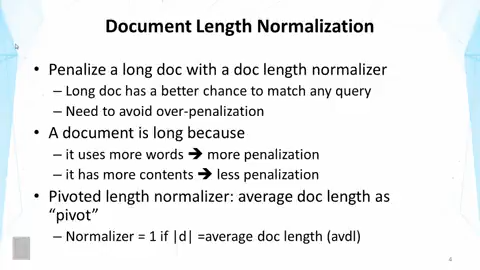 Document Length Normalization
• Penalize a long doc with a doc length normalizer
– Long doc has a better chance to match any query
– Need to avoid over-penalization
• A document is long because
– it uses more words ➔ more penalization
– it has more contents ➔ less penalization
• Pivoted length normalizer: average doc length as
“pivot”
– Normalizer = 1 if |d| =average doc length (avdl)
4